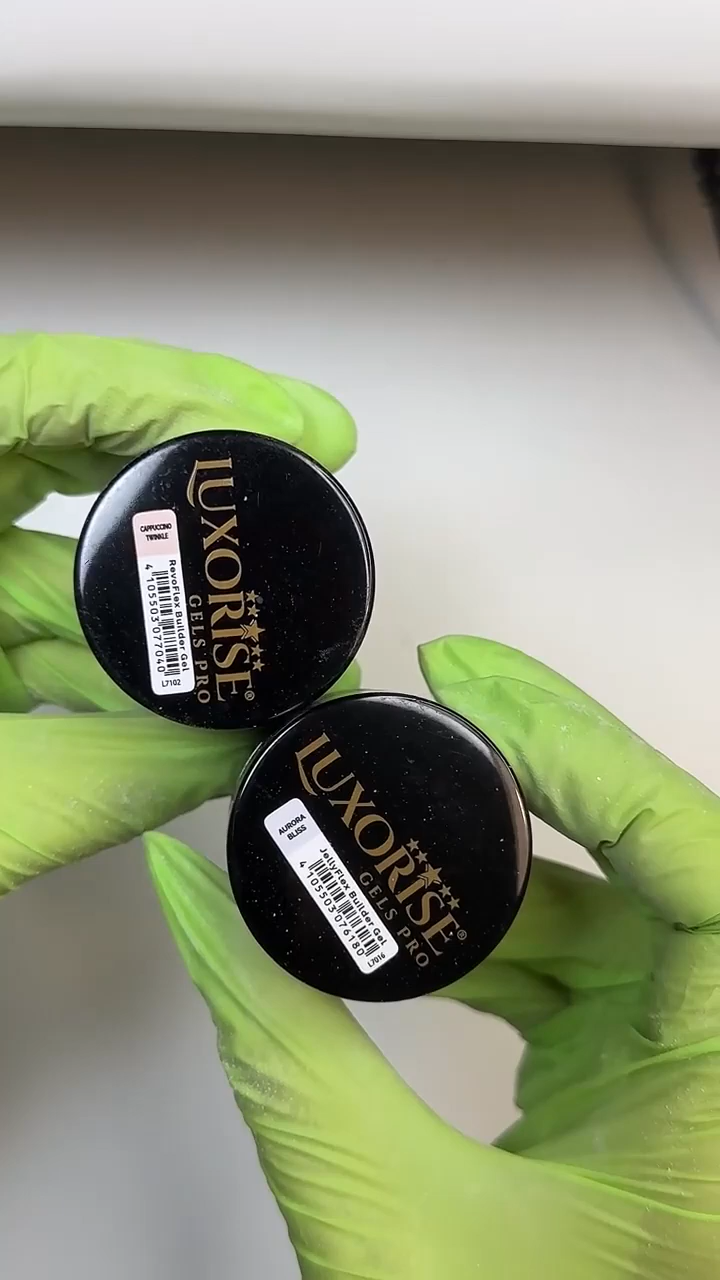 LUXORISE®
GELS PRO
CAPPUCCINO
TWINKLE
RevoFlex Builder Gel
4 105503 077040
L7102
LUXORISE®
GELS PRO
AURORA
BLISS
JellyFlex Builder Gel
4 105503 076180
L7016